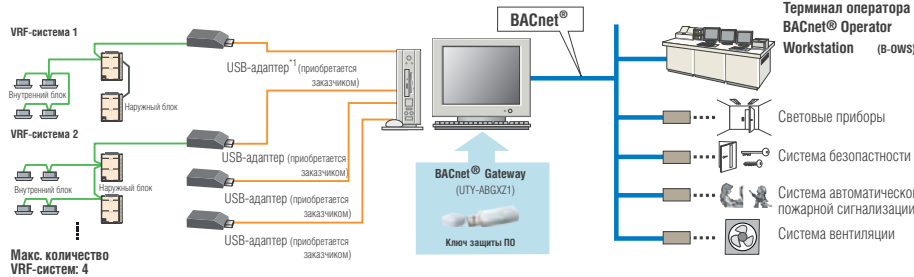 VRF-система 1
Внутренний блок
Наружный блок
VRF-система 2
Внутренний блок
Наружный блок
Макс. количество
VRF-систем: 4
USB-адаптер*1 (приобретается
заказчиком)
USB-адаптер (приобретается
заказчиком)
USB-адаптер (приобретается
заказчиком)
USB-адаптер (приобретается
заказчиком)
BACnet®
BACnet® Gateway
(UTY-ABGXZ1)
Ключ защиты ПО
Терминал оператора
BACnet® Operator
Workstation (B-OWS)
Световые приборы
Система безопасности
Система автоматическо
пожарной сигнализации
Система вентиляции